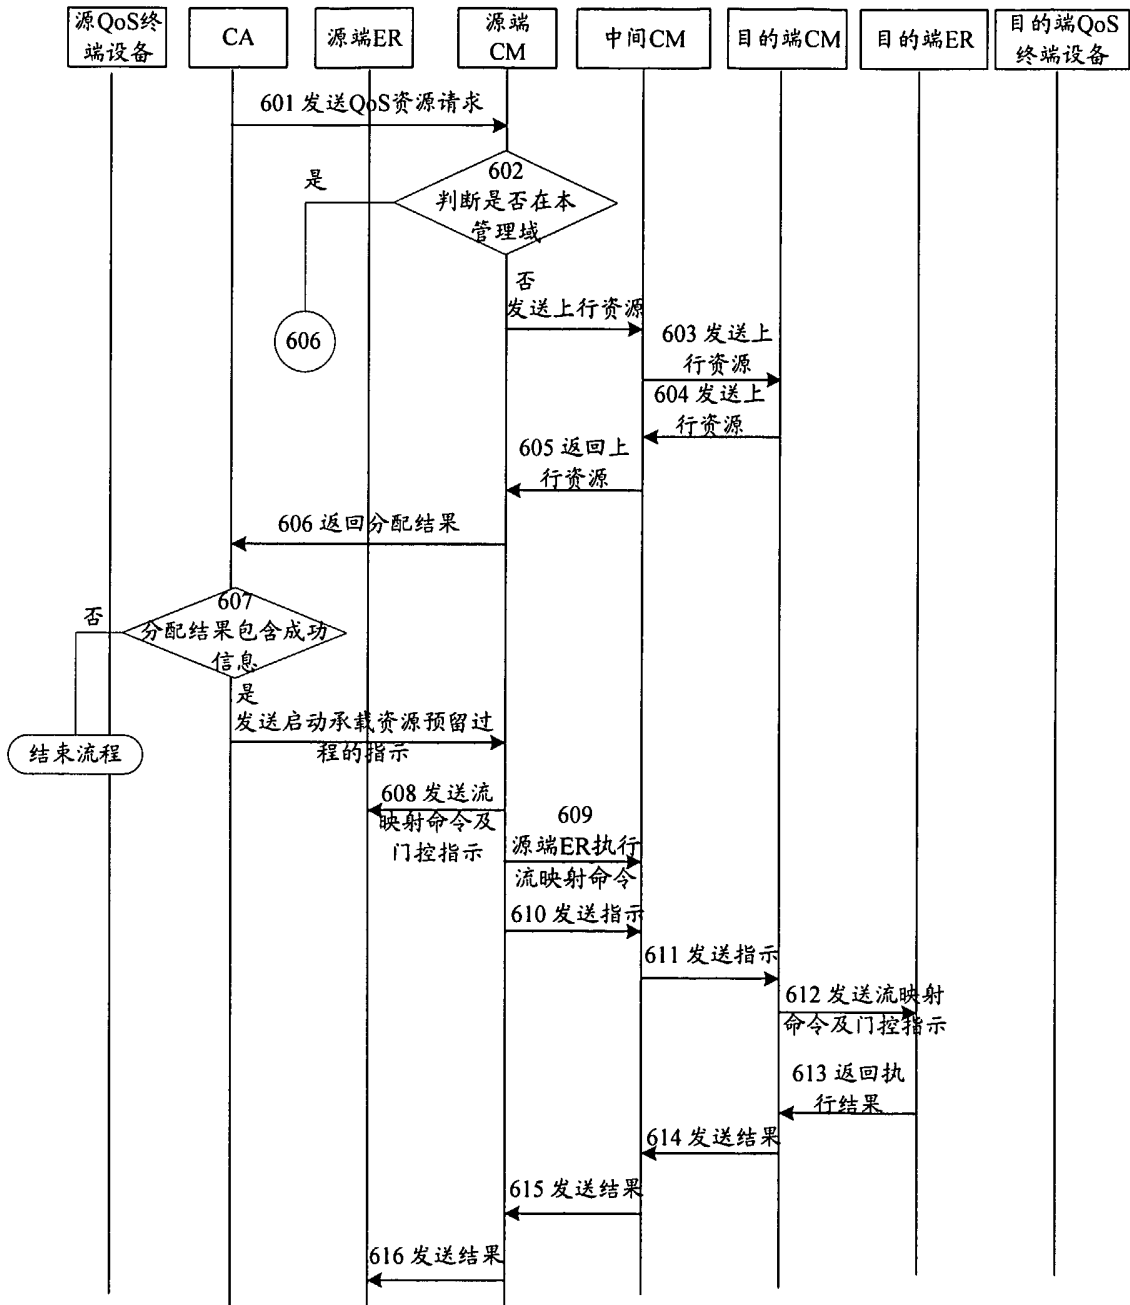 源QoS终
端设备
CA
源端ER
源端
CM
中间CM
目的端CM
目的端ER
目的端QoS
终端设备
601 发送QoS资源请求
602
判断是否在本
管理域
是
否
606
发送上行资源
603 发送上
行资源
604 发送上
行资源
605 返回上
行资源
606 返回分配结果
607
分配结果包含成功
信息
否
是
结束流程
发送启动承载资源预留过
程的指示
608 发送流
映射命令及
门控指示
609
源端ER执行
流映射命令
610 发送指示
611 发送指示
612 发送流映射
命令及门控指示
613 返回执
行结果
614 发送结果
615 发送结果
616 发送结果